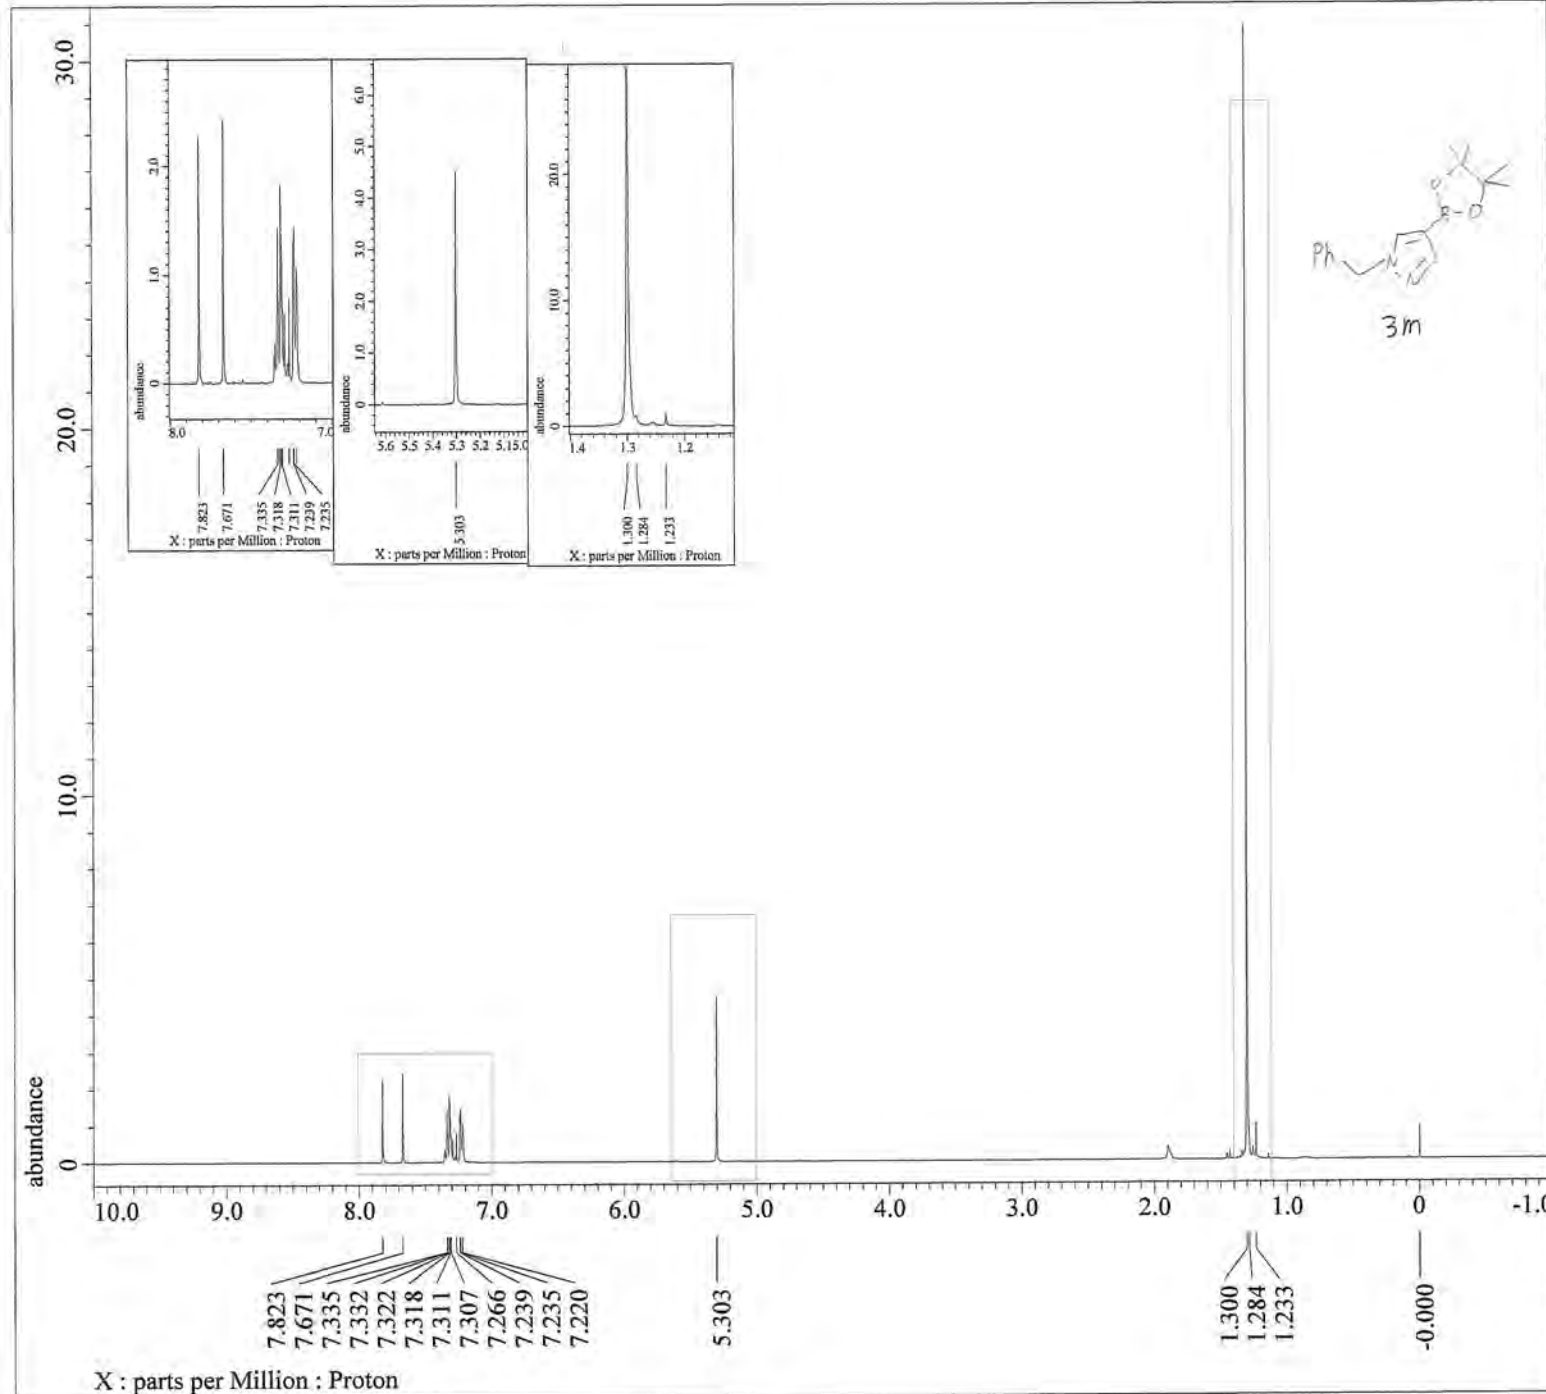 30.0
20.0
10.0
0
abundance
2.0
1.0
0
abundance
8.0
7.0
7.823
7.671
7.335
7.318
7.311
7.239
7.235
X : parts per Million : Proton
6.0
5.0
4.0
3.0
2.0
1.0
0
abundance
5.6 5.5 5.4 5.3 5.2 5.15.0
5.303
X : parts per Million : Proton
20.0
10.0
0
abundance
1.4 1.3 1.2
1.300
1.284
1.233
X : parts per Million : Proton
O
B-O
Ph
N
N
3m
10.0 9.0 8.0 7.0 6.0 5.0 4.0 3.0 2.0 1.0 0 -1.0
7.823
7.671
7.335
7.332
7.322
7.318
7.311
7.307
7.266
7.239
7.235
7.220
5.303
1.300
1.284
1.233
-0.000
X : parts per Million : Proton